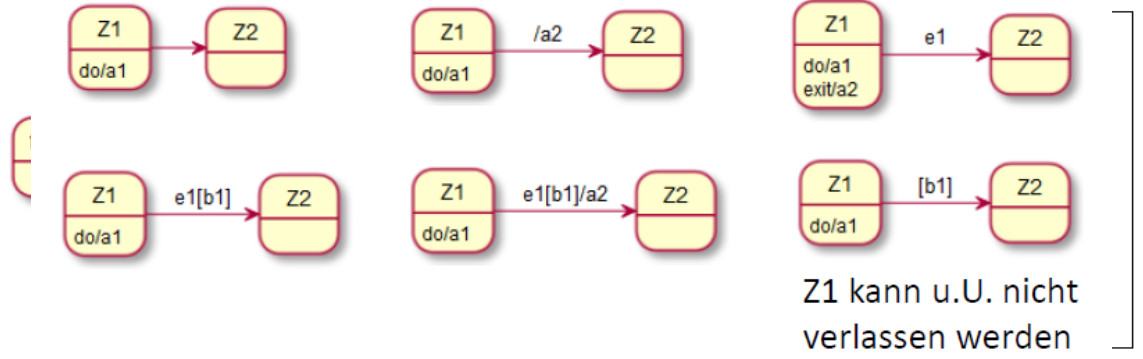 Z1
do/a1
Z2
Z1
do/a1
/a2
Z2
Z1
do/a1
exit/a2
e1
Z2
Z1
do/a1
e1[b1]
Z2
Z1
do/a1
e1[b1]/a2
Z2
Z1
do/a1
[b1]
Z2
Z1 kann u.U. nicht
verlassen werden